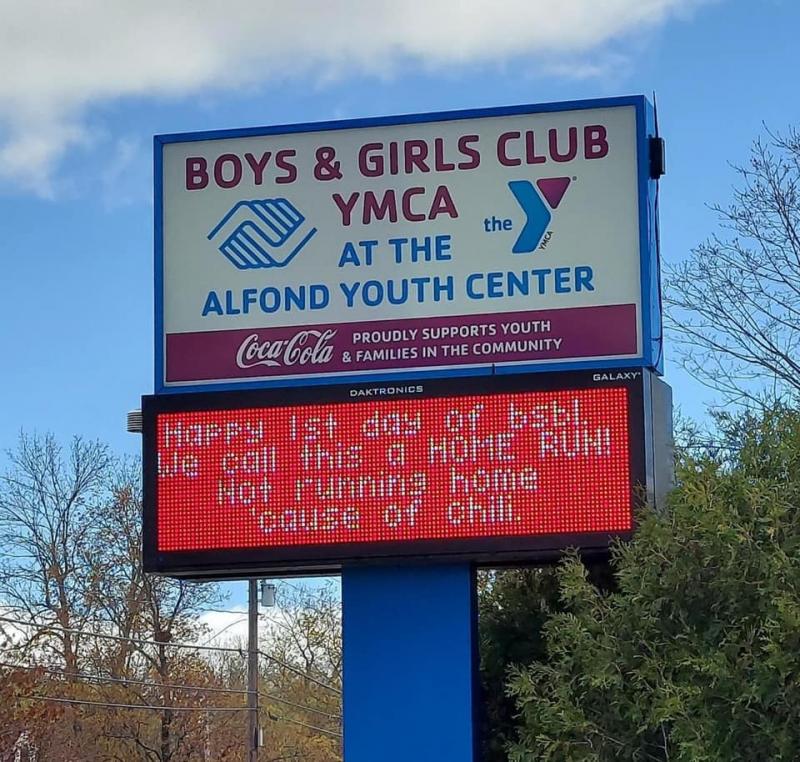 BOYS & GIRLS CLUB
YMCA
the
YMCA
AT THE
ALFOND YOUTH CENTER
Coca-Cola
PROUDLY SUPPORTS YOUTH
& FAMILIES IN THE COMMUNITY
DAKTRONICS
GALAXY
Happy 1st day of bsbl
We call this a HOME RUN!
Not running home
'cause of chili.